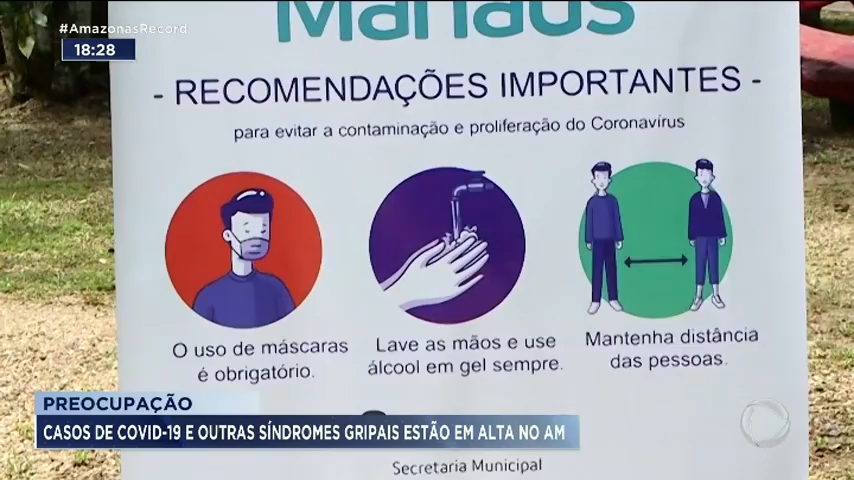 #AmazonasRecord
18:28
Manaus
- RECOMENDAÇÕES IMPORTANTES -
para evitar a contaminação e proliferação do Coronavírus
O uso de máscaras
é obrigatório.
Lave as mãos e use
álcool em gel sempre.
Mantenha distância
das pessoas.
PREOCUPAÇÃO
CASOS DE COVID-19 E OUTRAS SÍNDROMES GRIPAIS ESTÃO EM ALTA NO AM
Secretaria Municipal